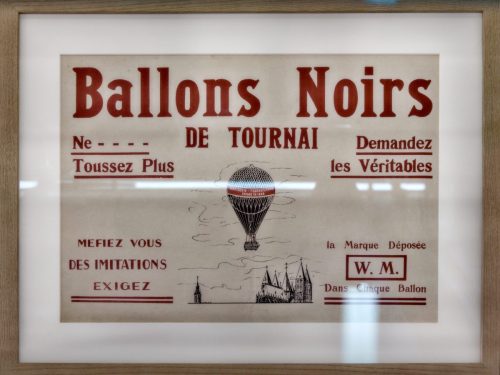 Ballons Noirs
DE TOURNAI
Ne - - - -
Toussez Plus
Demandez
les Véritables
MEFIEZ VOUS
DES IMITATIONS
EXIGEZ
la Marque Déposée
W. M.
Dans Chaque Ballon